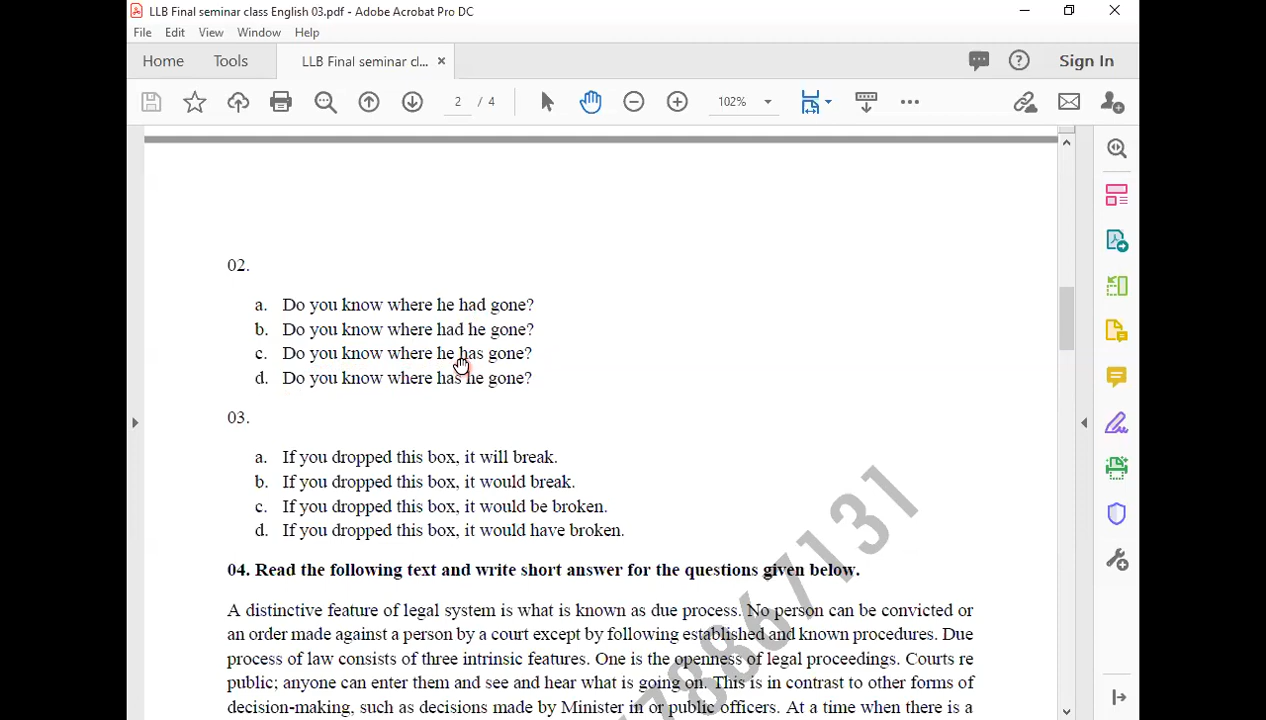 LLB Final seminar class English 03.pdf - Adobe Acrobat Pro DC
File Edit View Window Help
Home Tools LLB Final seminar cl... × Sign In
2 / 4 102%
02.
a. Do you know where he had gone?
b. Do you know where had he gone?
c. Do you know where he has gone?
d. Do you know where has he gone?
03.
a. If you dropped this box, it will break.
b. If you dropped this box, it would break.
c. If you dropped this box, it would be broken.
d. If you dropped this box, it would have broken.
04. Read the following text and write short answer for the questions given below.
A distinctive feature of legal system is what is known as due process. No person can be convicted or
an order made against a person by a court except by following established and known procedures. Due
process of law consists of three intrinsic features. One is the openness of legal proceedings. Courts re
public; anyone can enter them and see and hear what is going on. This is in contrast to other forms of
decision-making, such as decisions made by Minister in or public officers. At a time when there is a
78867131